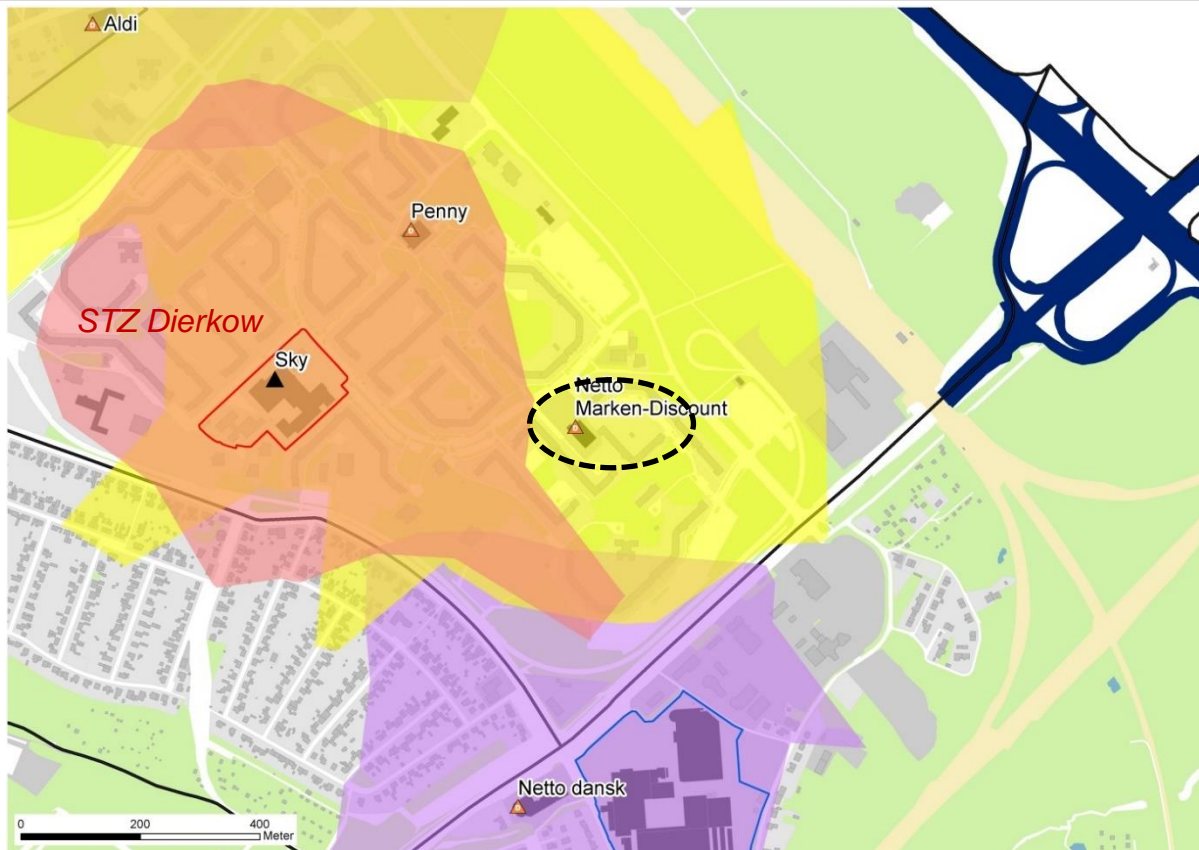 Aldi
Penny
STZ Dierkow
Sky
Netto
Marken-Discount
Netto dansk
0 200 400
Meter